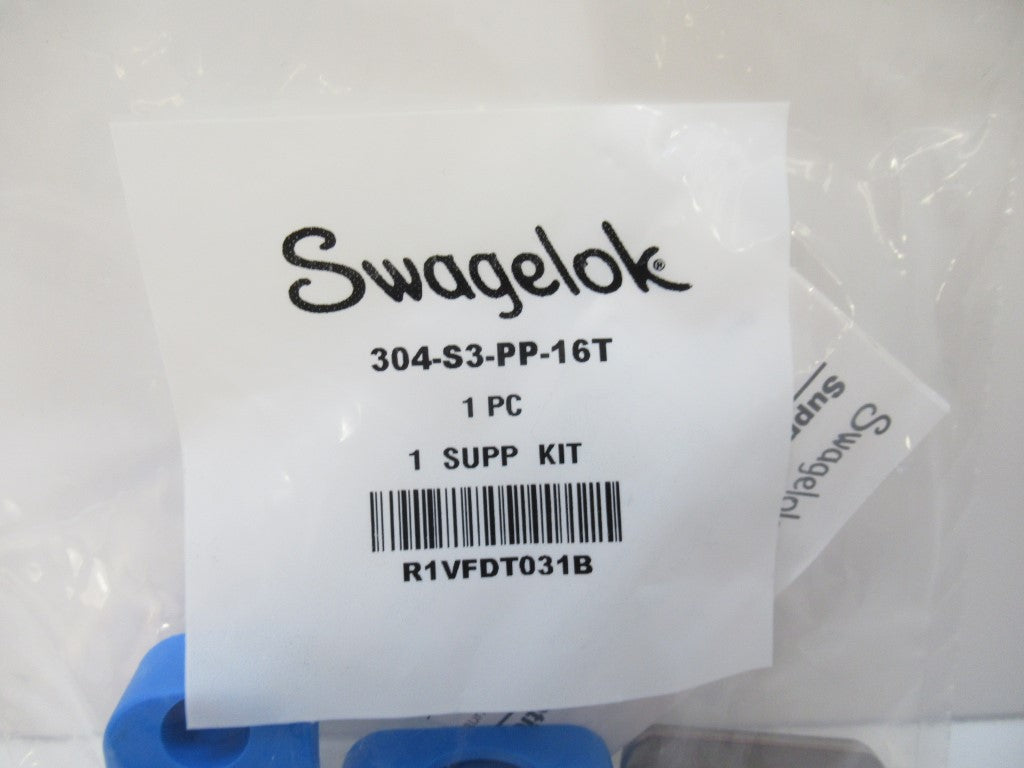 Swagelok®
304-S3-PP-16T
1 PC
1 SUPP KIT
R1VFDT031B
Swagelok